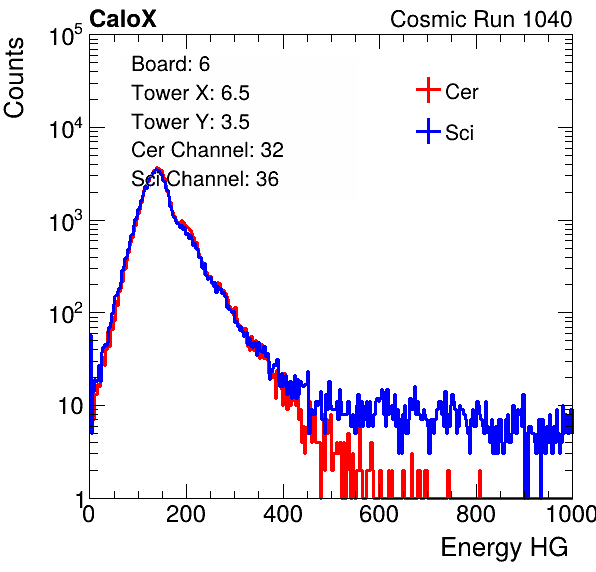 CaloX Cosmic Run 1040
Counts
10^5
10^4
10^3
10^2
10
1
Board: 6
Tower X: 6.5
Tower Y: 3.5
Cer Channel: 32
Sci Channel: 36
Cer
Sci
0 200 400 600 800 1000
Energy HG